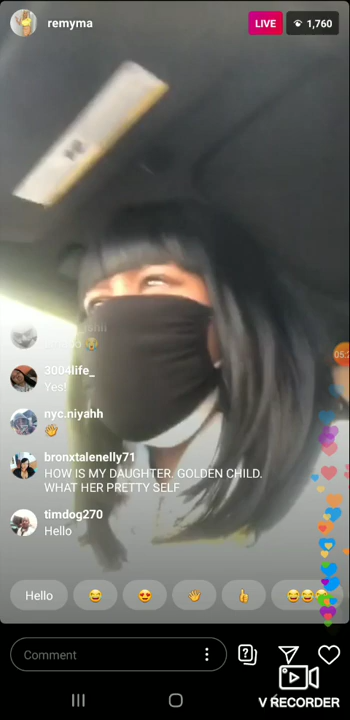 remyma
LIVE
1,760
3004life_
Yes!
nyc.niyahh
👋
bronxtalenelly71
HOW IS MY DAUGHTER. GOLDEN CHILD.
WHAT HER PRETTY SELF
timdog270
Hello
Hello 😂 😍 👋 👍 😂😂
Comment
V RECORDER